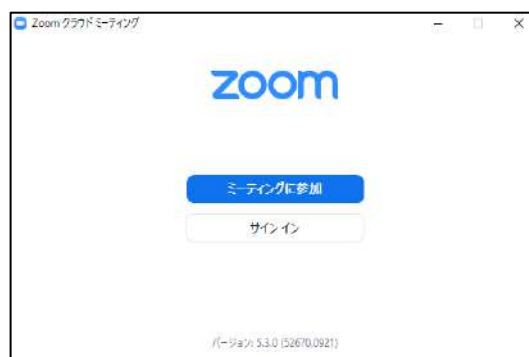 Zoom クラウド ミーティング
zoom
ミーティングに参加
サイン イン
バージョン: 5.3.0 (52670.0921)